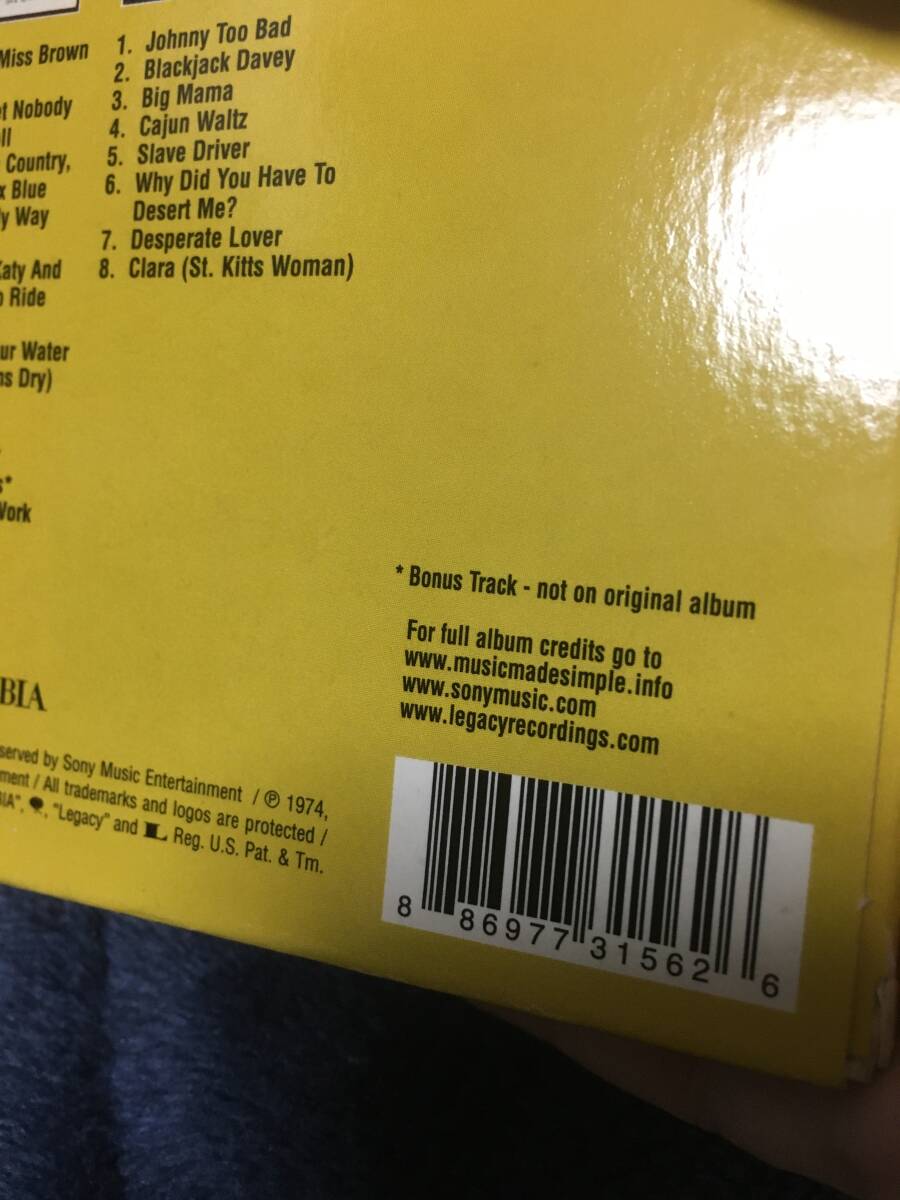 Miss Brown
Nobody
Country,
Blue
Way
And
Ride
Water
Dry)
Work
1. Johnny Too Bad
2. Blackjack Davey
3. Big Mama
4. Cajun Waltz
5. Slave Driver
6. Why Did You Have To
Desert Me?
7. Desperate Lover
8. Clara (St. Kitts Woman)
* Bonus Track - not on original album
For full album credits go to
www.musicmadesimple.info
www.sonymusic.com
www.legacyrecordings.com
BIA
served by Sony Music Entertainment / ℗ 1974,
ment / All trademarks and logos are protected /
IA", "Legacy" and L Reg. U.S. Pat. & Tm.
8 86977 31562 6